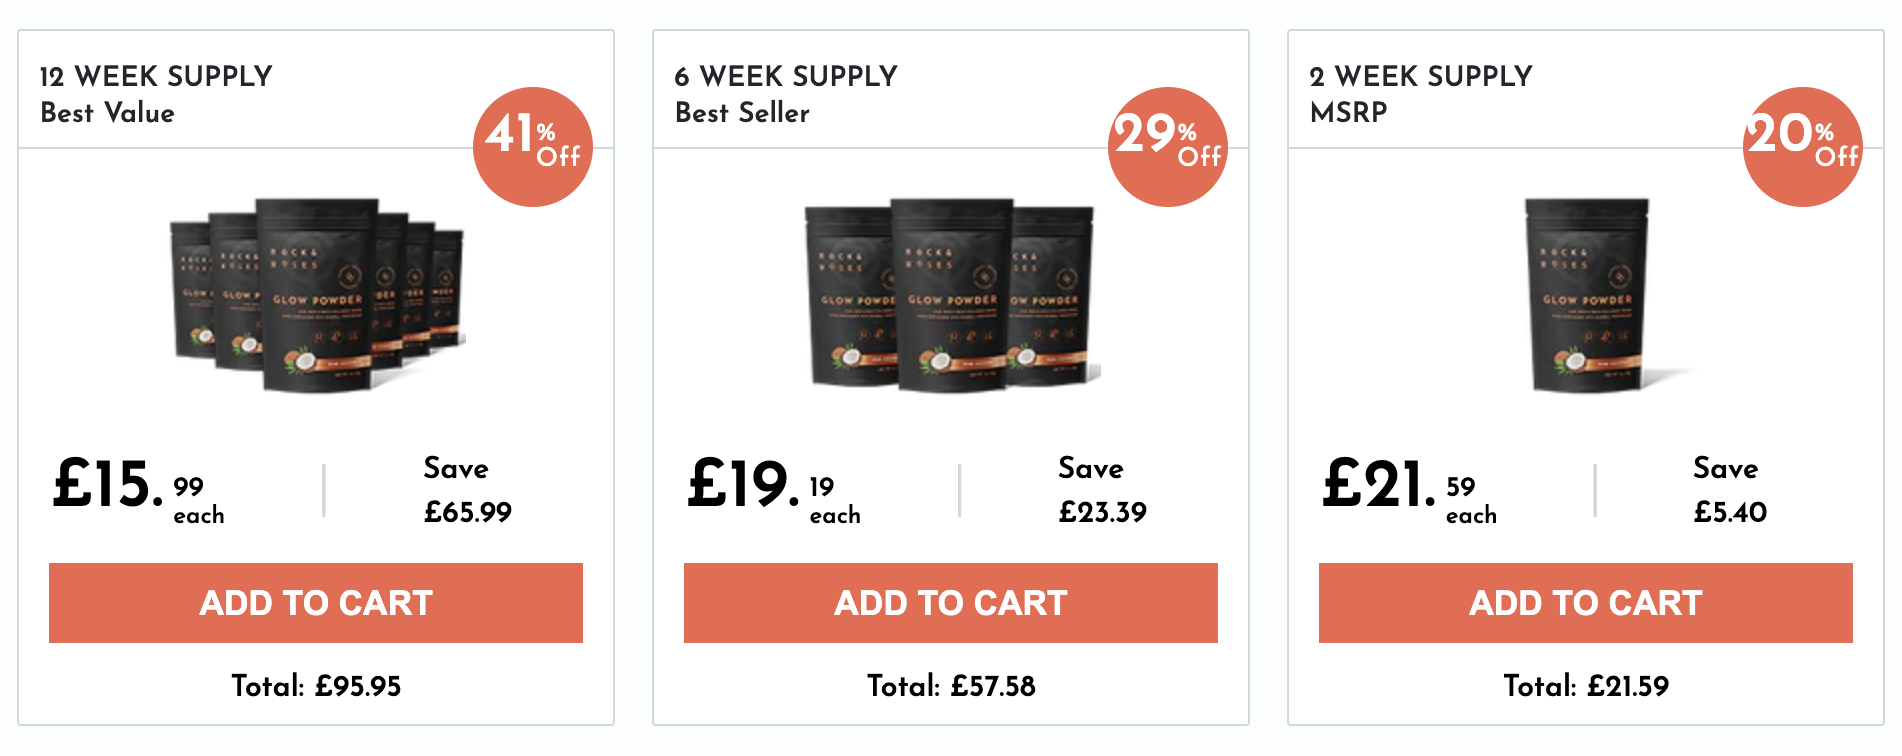 12 WEEK SUPPLY
Best Value
41% Off
ROCK&
ROSES
GLOW POWDER
£15.99 each
Save
£65.99
ADD TO CART
Total: £95.95
6 WEEK SUPPLY
Best Seller
29% Off
ROCK&
ROSES
GLOW POWDER
£19.19 each
Save
£23.39
ADD TO CART
Total: £57.58
2 WEEK SUPPLY
MSRP
20% Off
ROCK&
ROSES
GLOW POWDER
£21.59 each
Save
£5.40
ADD TO CART
Total: £21.59